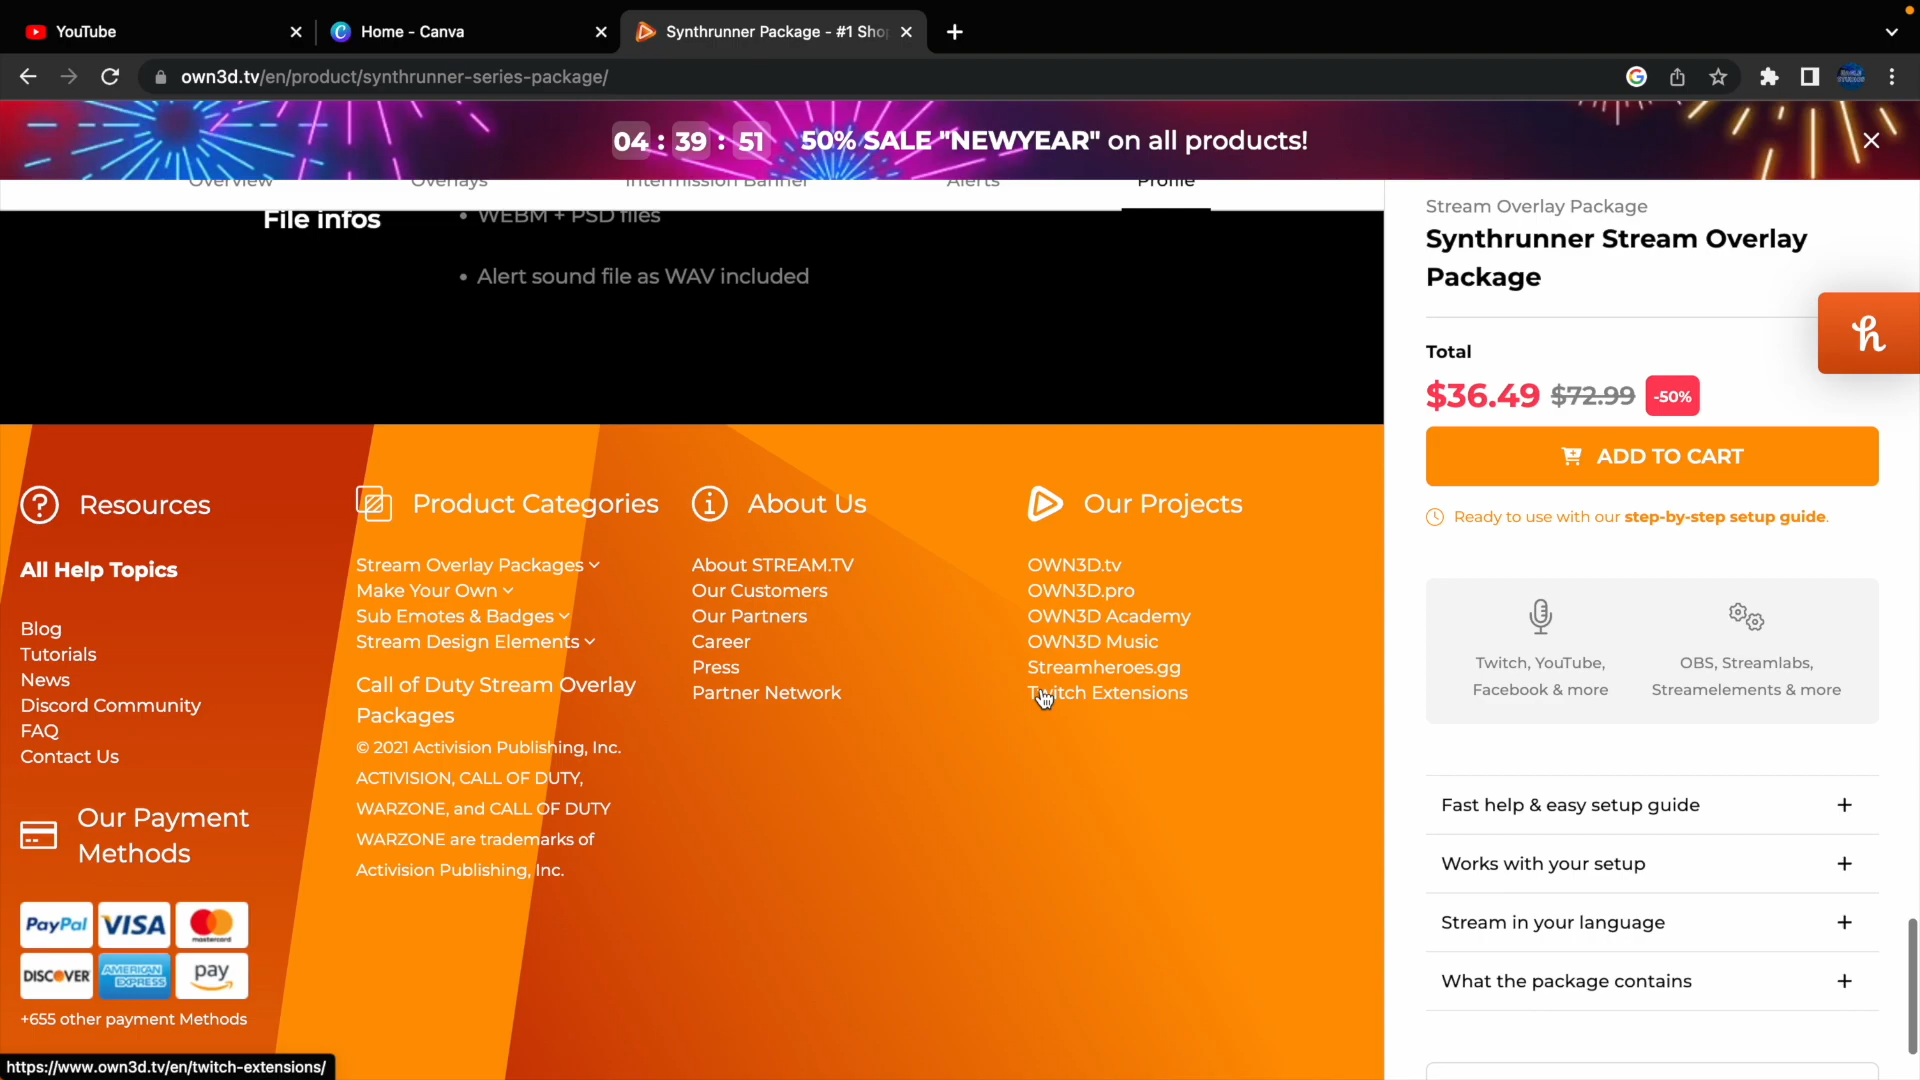 YouTube
Home - Canva
Synthrunner Package - #1 Sho
own3d.tv/en/product/synthrunner-series-package/
04 : 39 : 51 50% SALE "NEWYEAR" on all products!
Overview Overlays Intermission Banner Alerts Profile
File infos
• WEBM + PSD files
• Alert sound file as WAV included
Stream Overlay Package
Synthrunner Stream Overlay
Package
Total
$36.49 $72.99 -50%
ADD TO CART
Ready to use with our step-by-step setup guide.
Twitch, YouTube,
Facebook & more
OBS, Streamlabs,
Streamelements & more
Fast help & easy setup guide +
Works with your setup +
Stream in your language +
What the package contains +
Resources
All Help Topics
Blog
Tutorials
News
Discord Community
FAQ
Contact Us
Our Payment
Methods
PayPal VISA mastercard
DISCOVER AMERICAN EXPRESS pay
+655 other payment Methods
Product Categories
Stream Overlay Packages
Make Your Own
Sub Emotes & Badges
Stream Design Elements
Call of Duty Stream Overlay
Packages
© 2021 Activision Publishing, Inc.
ACTIVISION, CALL OF DUTY,
WARZONE, and CALL OF DUTY
WARZONE are trademarks of
Activision Publishing, Inc.
About Us
About STREAM.TV
Our Customers
Our Partners
Career
Press
Partner Network
Our Projects
OWN3D.tv
OWN3D.pro
OWN3D Academy
OWN3D Music
Streamheroes.gg
Twitch Extensions
https://www.own3d.tv/en/twitch-extensions/